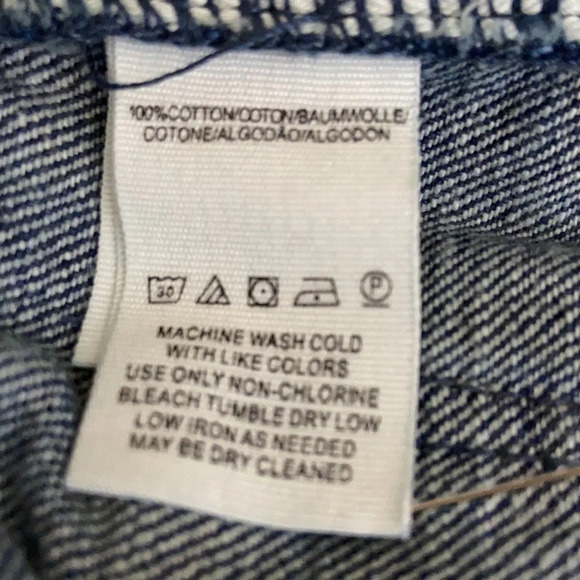 100%COTTON/COTON/BAUMWOLLE/
COTONE/ALGODÃO/ALGODON
30 P
MACHINE WASH COLD
WITH LIKE COLORS
USE ONLY NON-CHLORINE
BLEACH TUMBLE DRY LOW
LOW IRON AS NEEDED
MAY BE DRY CLEANED